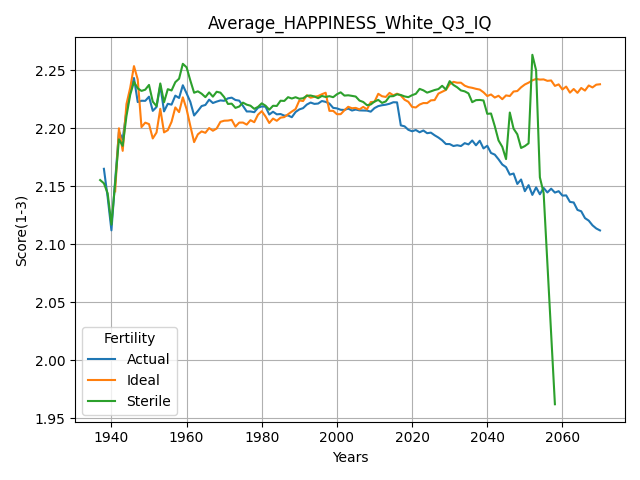 Average_HAPPINESS_White_Q3_IQ
Score(1-3)
2.25
2.20
2.15
2.10
2.05
2.00
1.95
Fertility
Actual
Ideal
Sterile
1940 1960 1980 2000 2020 2040 2060
Years